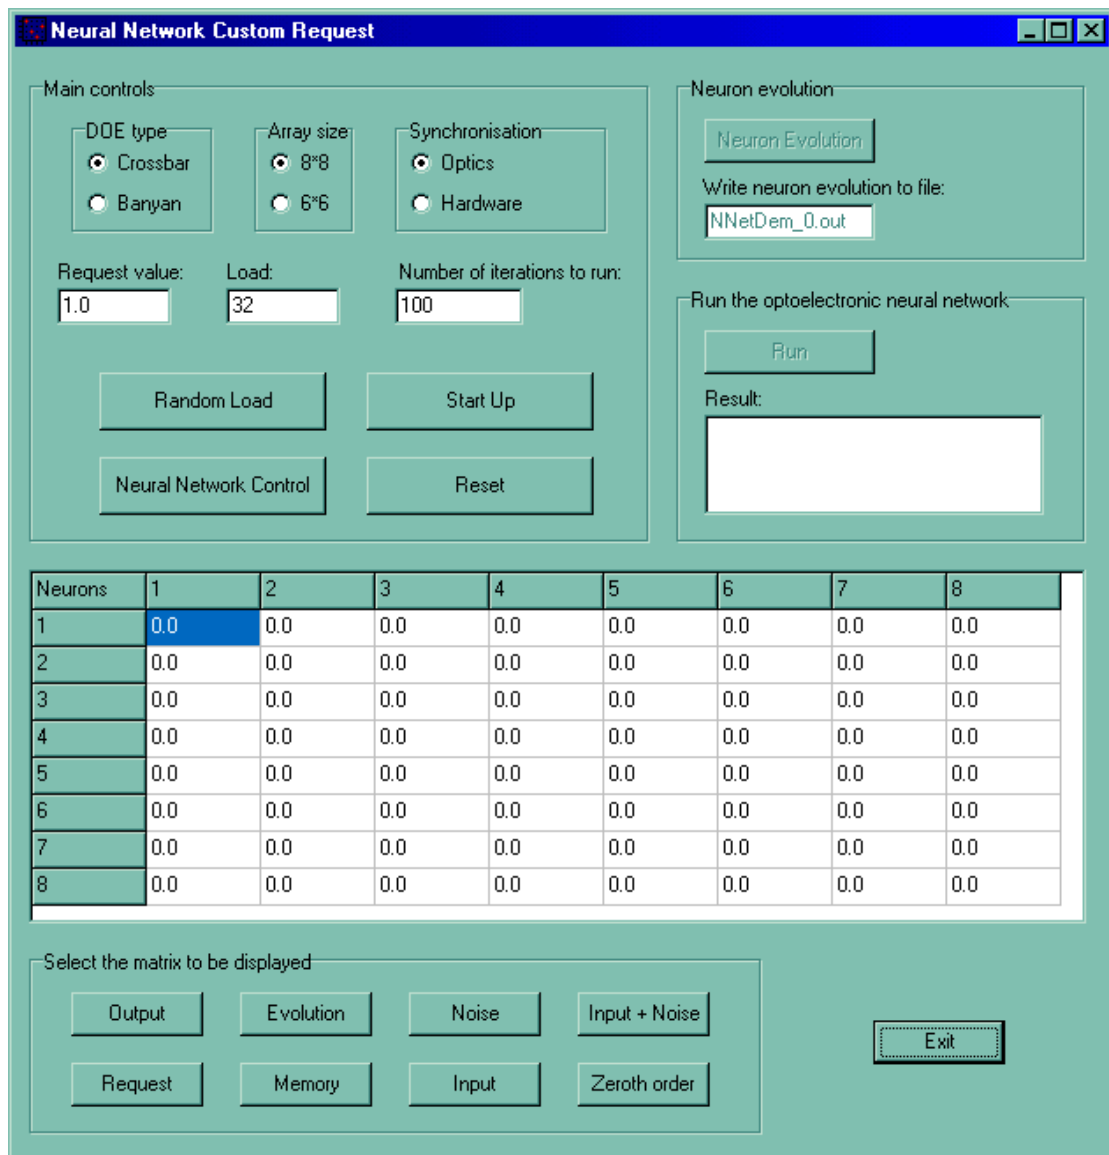 Neural Network Custom Request
Main controls
DOE type
Crossbar
Banyan
Array size
8*8
6*6
Synchronisation
Optics
Hardware
Request value:
1.0
Load:
32
Number of iterations to run:
100
Random Load
Start Up
Neural Network Control
Reset
Neuron evolution
Neuron Evolution
Write neuron evolution to file:
NNetDem_0.out
Run the optoelectronic neural network
Run
Result:
Neurons 1 2 3 4 5 6 7 8
1 0.0 0.0 0.0 0.0 0.0 0.0 0.0 0.0
2 0.0 0.0 0.0 0.0 0.0 0.0 0.0 0.0
3 0.0 0.0 0.0 0.0 0.0 0.0 0.0 0.0
4 0.0 0.0 0.0 0.0 0.0 0.0 0.0 0.0
5 0.0 0.0 0.0 0.0 0.0 0.0 0.0 0.0
6 0.0 0.0 0.0 0.0 0.0 0.0 0.0 0.0
7 0.0 0.0 0.0 0.0 0.0 0.0 0.0 0.0
8 0.0 0.0 0.0 0.0 0.0 0.0 0.0 0.0
Select the matrix to be displayed
Output Evolution Noise Input + Noise
Request Memory Input Zeroth order
Exit